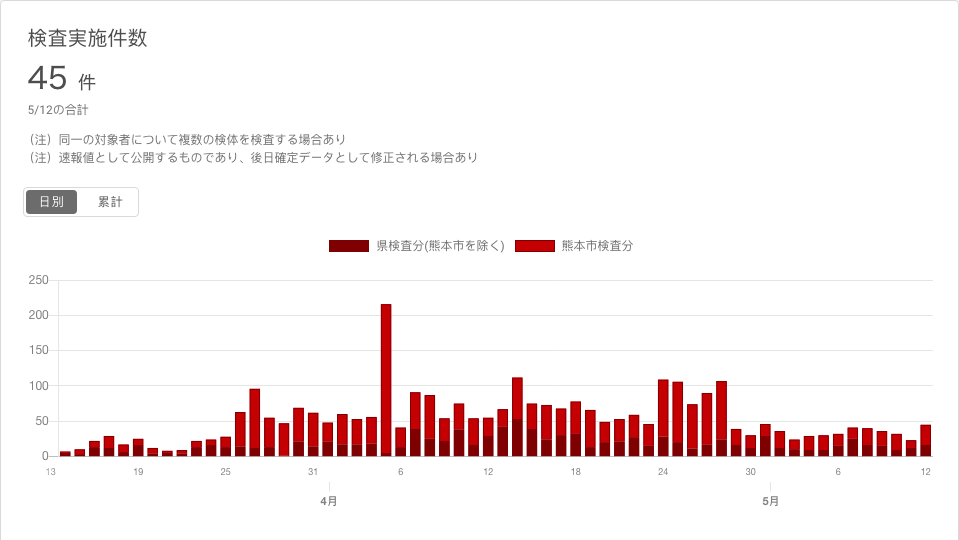 検査実施件数
45 件
5/12の合計
（注）同一の対象者について複数の検体を検査する場合あり
（注）速報値として公開するものであり、後日確定データとして修正される場合あり
日別 累計
県検査分(熊本市を除く) 熊本市検査分
250
200
150
100
50
0
13 19 25 31 6 12 18 24 30 6 12
4月 5月